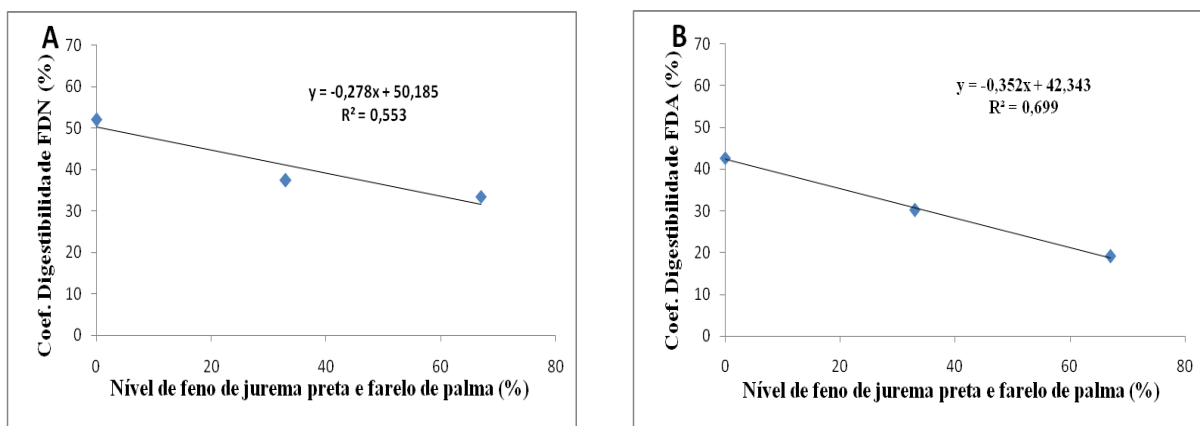 A
Coef. Digestibilidade FDN (%)
70
60
50
40
30
20
10
0
y = -0,278x + 50,185
R² = 0,553
0 20 40 60 80
Nível de feno de jurema preta e farelo de palma (%)
B
Coef. Digestibilidade FDA (%)
70
60
50
40
30
20
10
0
y = -0,352x + 42,343
R² = 0,699
0 20 40 60 80
Nível de feno de jurema preta e farelo de palma (%)